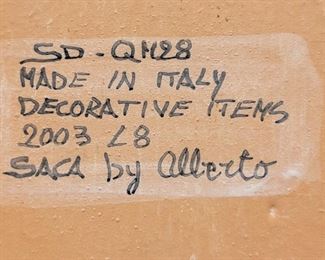 SD-QM28
MADE IN ITALY
DECORATIVE ITEMS
2003 L8
SACA by Alberto